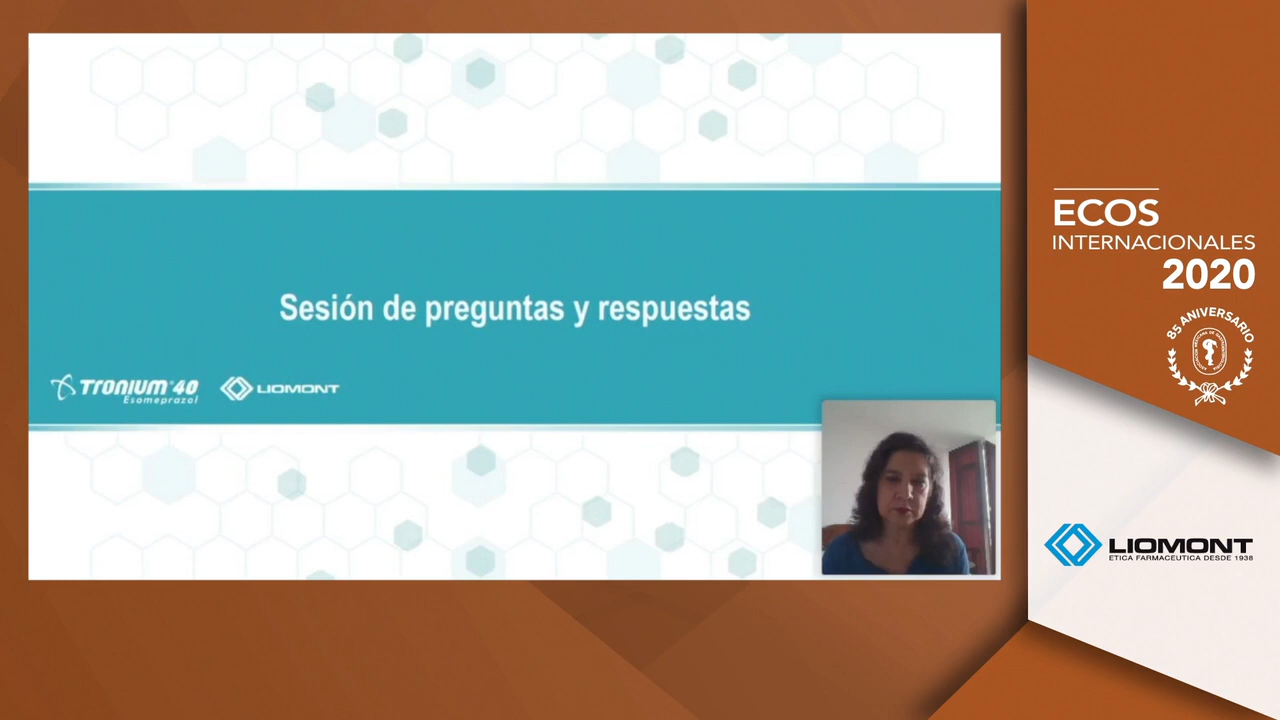 Sesión de preguntas y respuestas
TRONIUM® 40
Esomeprazol
LIOMONT
ECOS
INTERNACIONALES
2020
85 ANIVERSARIO
LIOMONT
ETICA FARMACEUTICA DESDE 1938